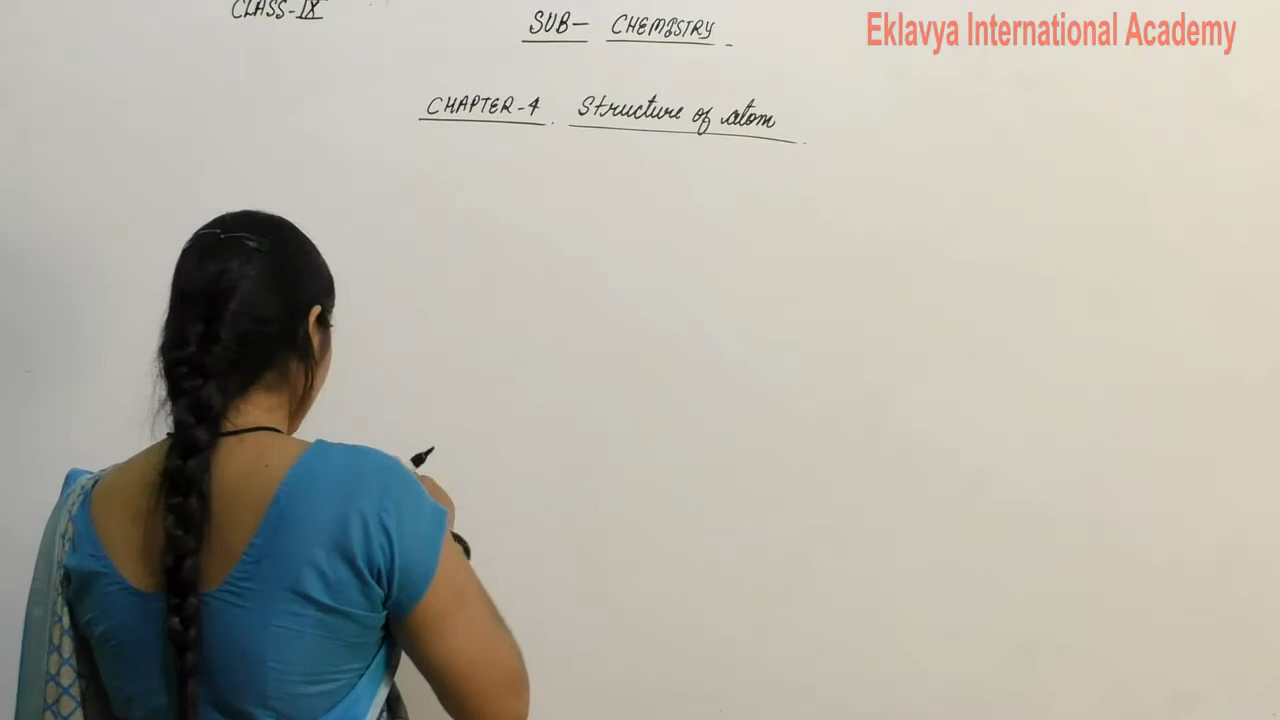 CLASS-IX
SUB- CHEMISTRY
Eklavya International Academy
CHAPTER-4. Structure of atom